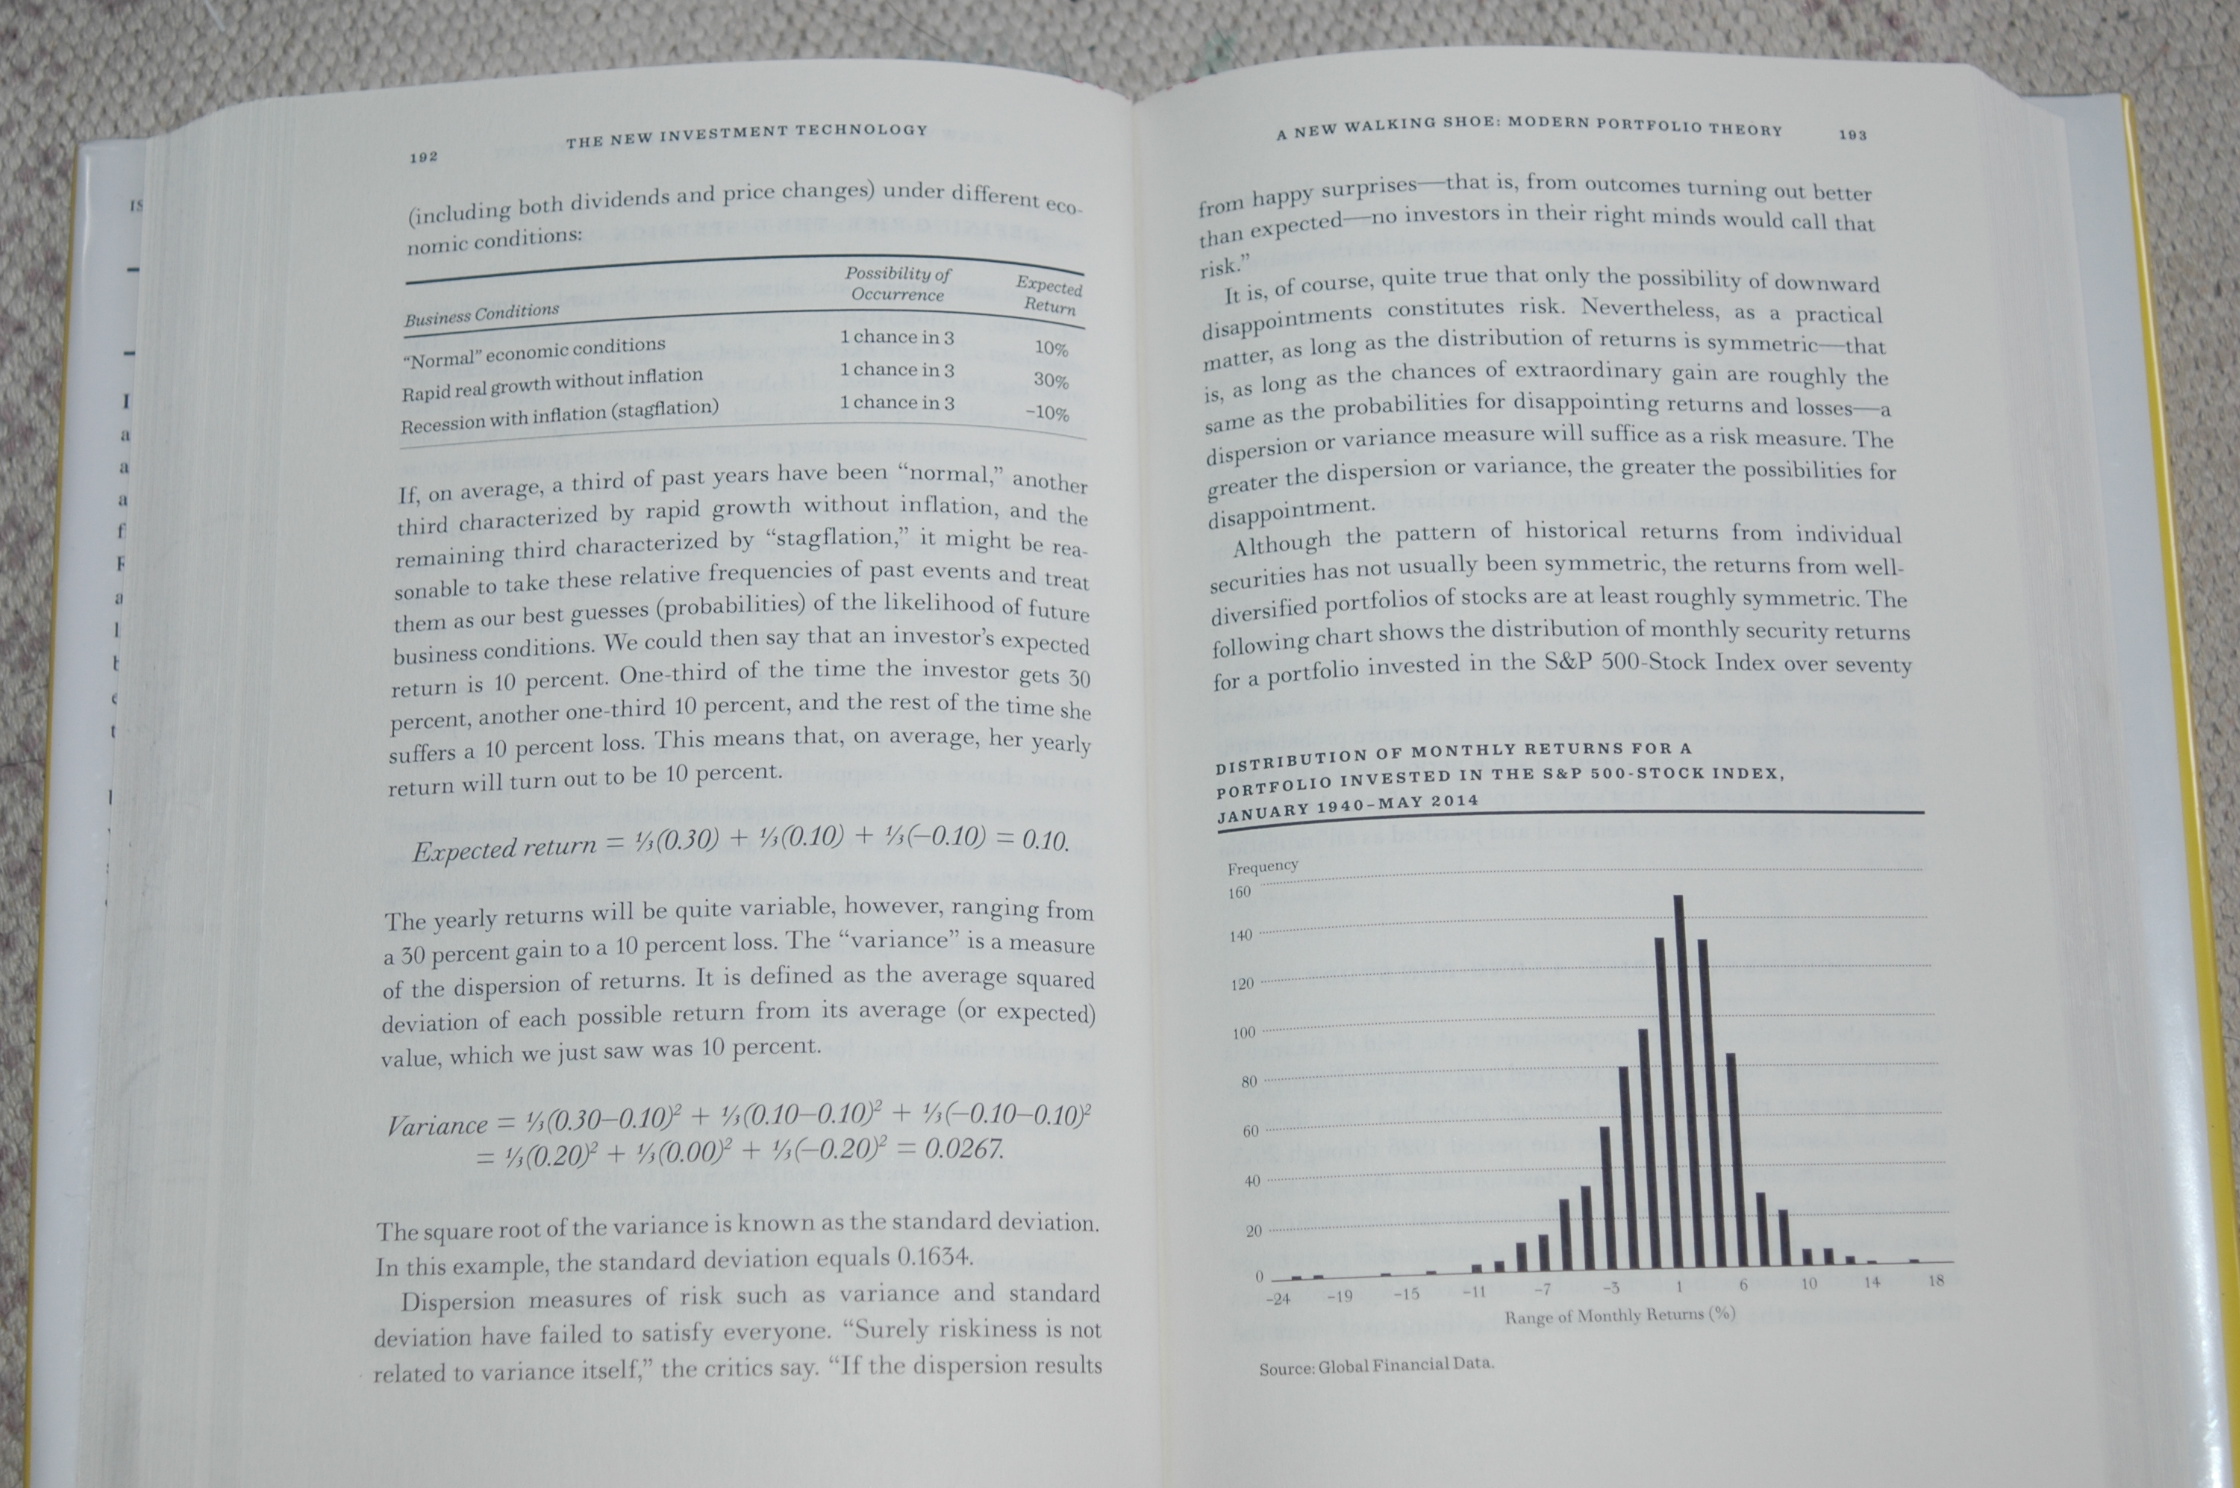 192
THE NEW INVESTMENT TECHNOLOGY
(including both dividends and price changes) under different eco-
nomic conditions:
Business Conditions Possibility of Occurrence Expected Return
“Normal” economic conditions 1 chance in 3 10%
Rapid real growth without inflation 1 chance in 3 30%
Recession with inflation (stagflation) 1 chance in 3 –10%
If, on average, a third of past years have been “normal,” another
third characterized by rapid growth without inflation, and the
remaining third characterized by “stagflation,” it might be rea-
sonable to take these relative frequencies of past events and treat
them as our best guesses (probabilities) of the likelihood of future
business conditions. We could then say that an investor’s expected
return is 10 percent. One-third of the time the investor gets 30
percent, another one-third 10 percent, and the rest of the time she
suffers a 10 percent loss. This means that, on average, her yearly
return will turn out to be 10 percent.
Expected return = ⅓(0.30) + ⅓(0.10) + ⅓(–0.10) = 0.10.
The yearly returns will be quite variable, however, ranging from
a 30 percent gain to a 10 percent loss. The “variance” is a measure
of the dispersion of returns. It is defined as the average squared
deviation of each possible return from its average (or expected)
value, which we just saw was 10 percent.
Variance = ⅓(0.30–0.10)² + ⅓(0.10–0.10)² + ⅓(–0.10–0.10)²
= ⅓(0.20)² + ⅓(0.00)² + ⅓(–0.20)² = 0.0267.
The square root of the variance is known as the standard deviation.
In this example, the standard deviation equals 0.1634.
Dispersion measures of risk such as variance and standard
deviation have failed to satisfy everyone. “Surely riskiness is not
related to variance itself,” the critics say. “If the dispersion results
A NEW WALKING SHOE: MODERN PORTFOLIO THEORY
193
from happy surprises—that is, from outcomes turning out better
than expected—no investors in their right minds would call that
risk.”
It is, of course, quite true that only the possibility of downward
disappointments constitutes risk. Nevertheless, as a practical
matter, as long as the distribution of returns is symmetric—that
is, as long as the chances of extraordinary gain are roughly the
same as the probabilities for disappointing returns and losses—a
dispersion or variance measure will suffice as a risk measure. The
greater the dispersion or variance, the greater the possibilities for
disappointment.
Although the pattern of historical returns from individual
securities has not usually been symmetric, the returns from well-
diversified portfolios of stocks are at least roughly symmetric. The
following chart shows the distribution of monthly security returns
for a portfolio invested in the S&P 500-Stock Index over seventy
DISTRIBUTION OF MONTHLY RETURNS FOR A
PORTFOLIO INVESTED IN THE S&P 500-STOCK INDEX,
JANUARY 1940–MAY 2014
Frequency
160
140
120
100
80
60
40
20
0
–24 –19 –15 –11 –7 –3 1 6 10 14 18
Range of Monthly Returns (%)
Source: Global Financial Data.